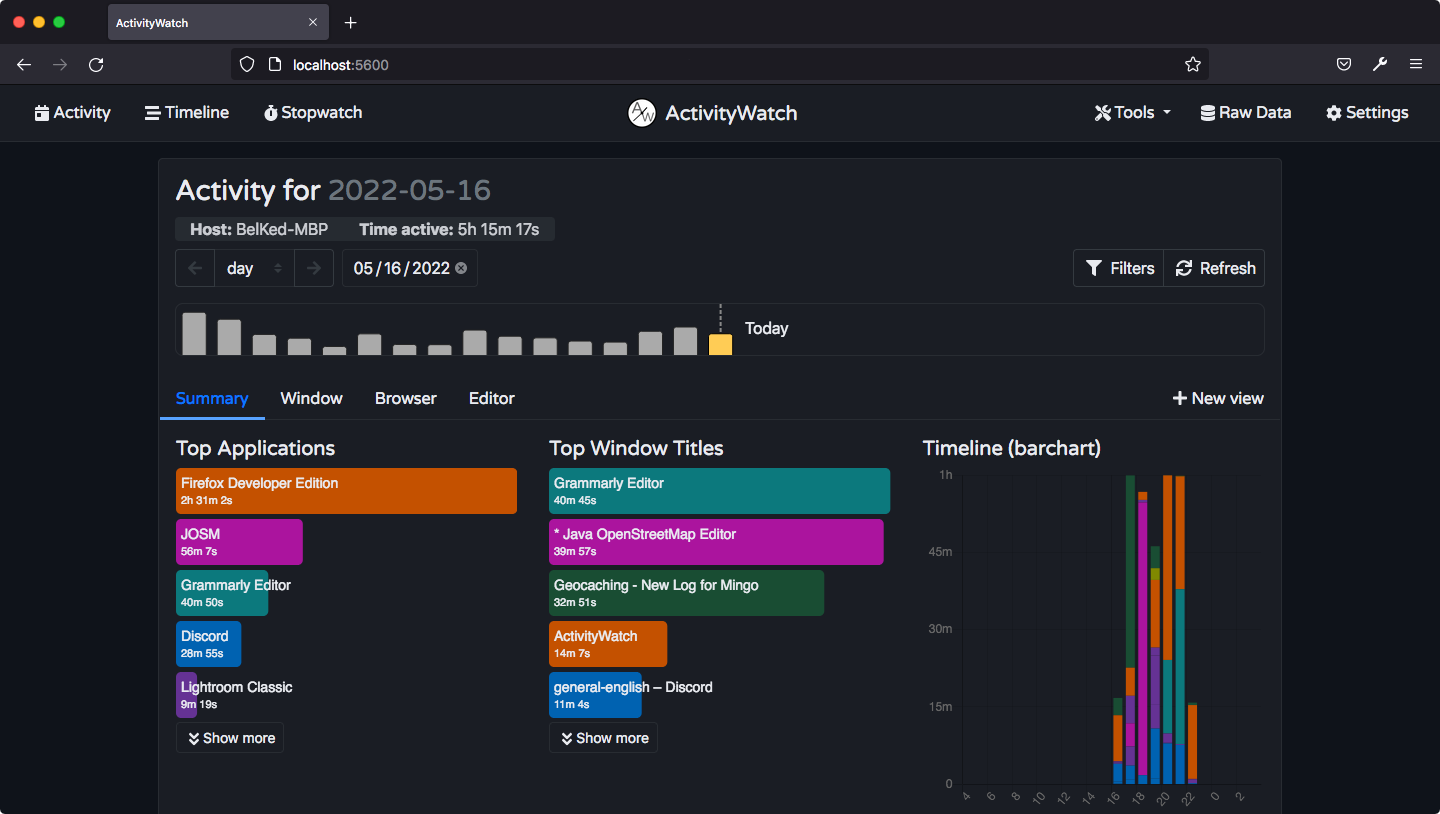 ActivityWatch
localhost:5600
Activity Timeline Stopwatch ActivityWatch Tools Raw Data Settings
Activity for 2022-05-16
Host: BelKed-MBP Time active: 5h 15m 17s
day 05/16/2022 Filters Refresh
Today
Summary Window Browser Editor New view
Top Applications
Firefox Developer Edition
2h 31m 2s
JOSM
56m 7s
Grammarly Editor
40m 50s
Discord
28m 55s
Lightroom Classic
9m 19s
Show more
Top Window Titles
Grammarly Editor
40m 45s
* Java OpenStreetMap Editor
39m 57s
Geocaching - New Log for Mingo
32m 51s
ActivityWatch
14m 7s
general-english – Discord
11m 4s
Show more
Timeline (barchart)
1h
45m
30m
15m
0
4 6 8 10 12 14 16 18 20 22 0 2